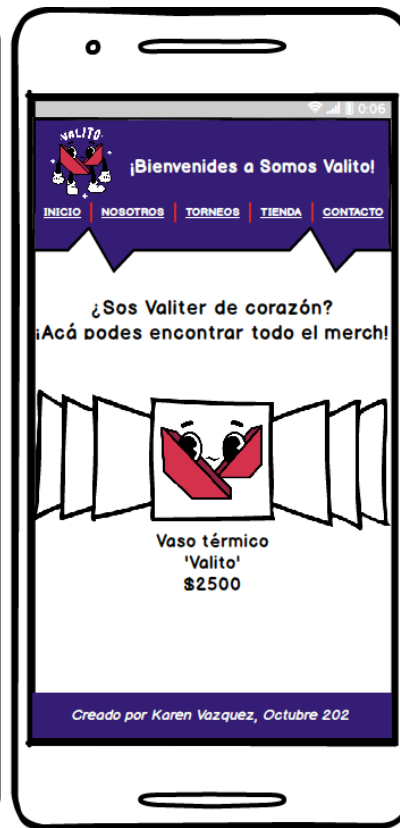 0:06
VALITO
¡Bienvenides a Somos Valito!
INICIO | NOSOTROS | TORNEOS | TIENDA | CONTACTO
¿Sos Valiter de corazón?
¡Acá podes encontrar todo el merch!
Vaso térmico
'Valito'
$2500
Creado por Karen Vazquez, Octubre 202